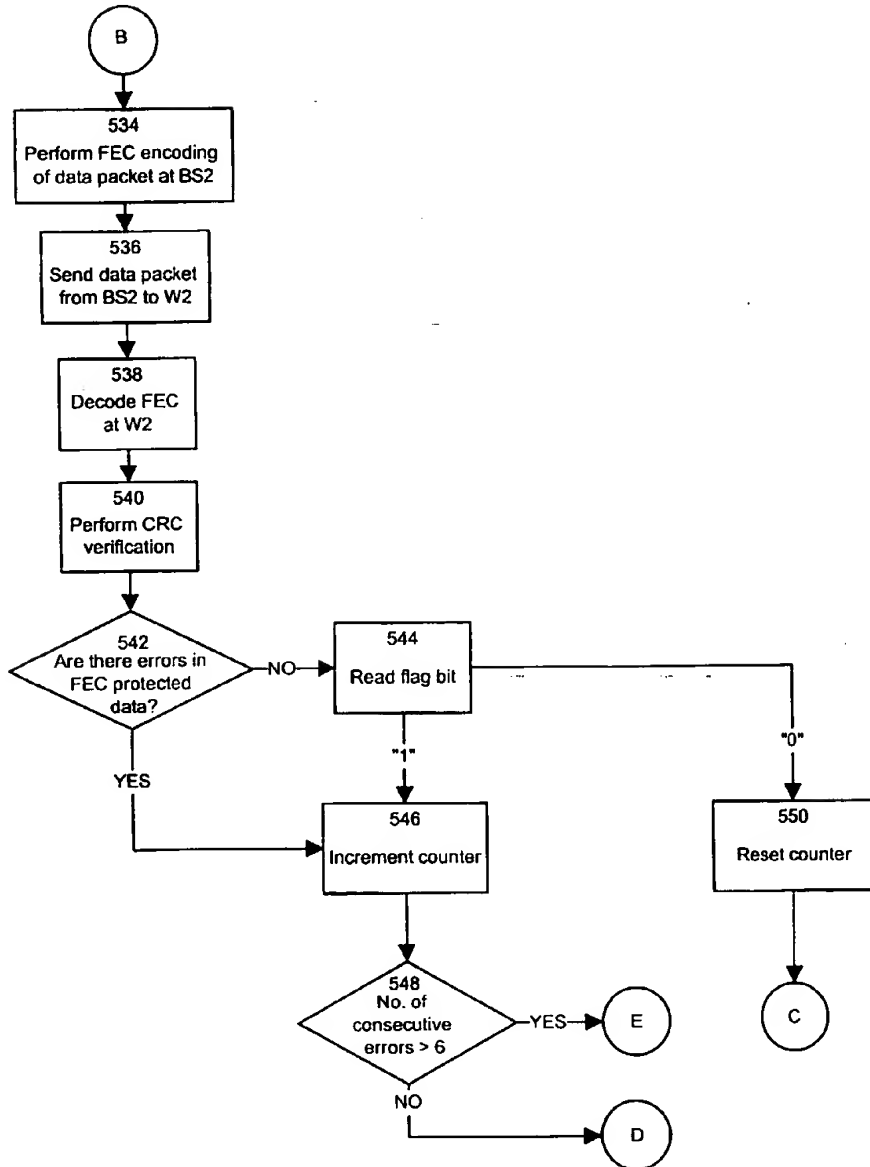 B
534
Perform FEC encoding
of data packet at BS2
536
Send data packet
from BS2 to W2
538
Decode FEC
at W2
540
Perform CRC
verification
542
Are there errors in
FEC protected
data?
NO
544
Read flag bit
"1"
"0"
YES
546
Increment counter
550
Reset counter
548
No. of
consecutive
errors > 6
YES
E
C
NO
D